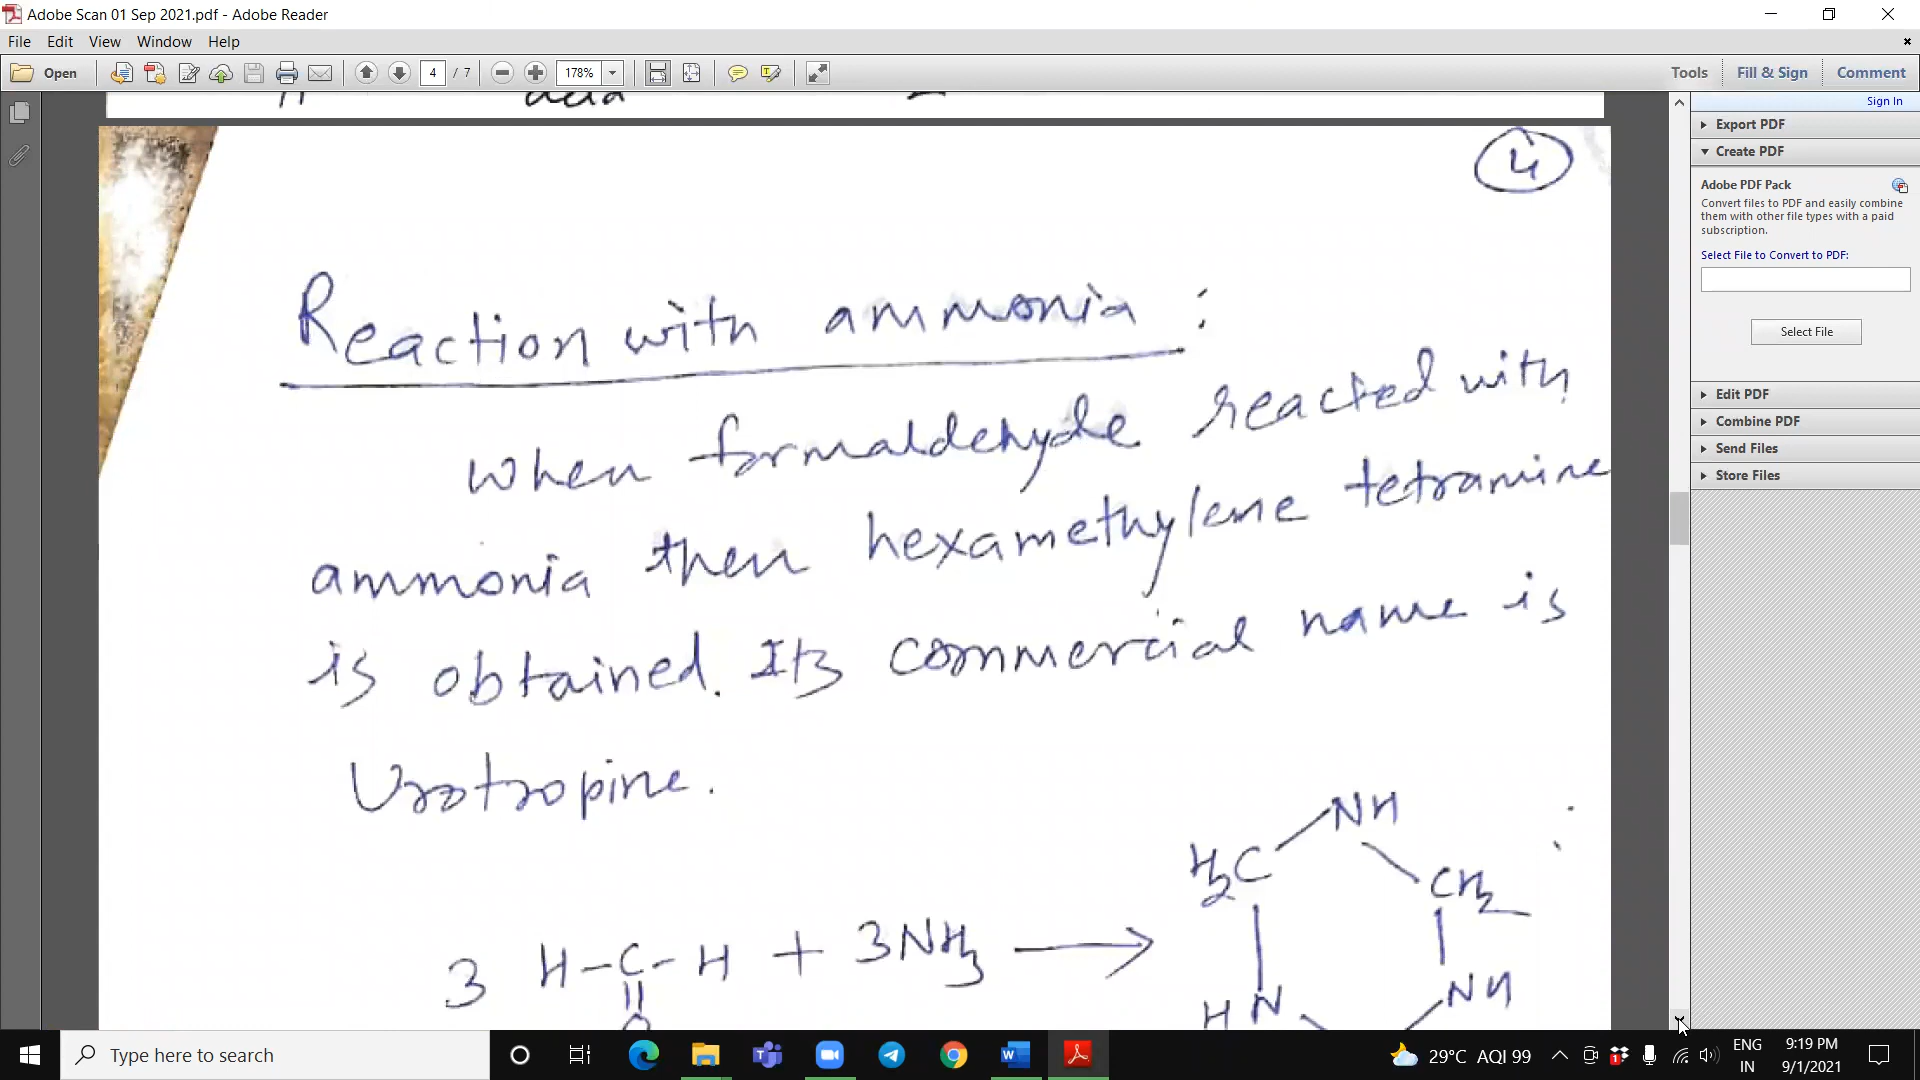 Adobe Scan 01 Sep 2021.pdf - Adobe Reader
File Edit View Window Help
Open 4 / 7 178% Tools Fill & Sign Comment
acid
Sign In
Export PDF
Create PDF
Adobe PDF Pack
Convert files to PDF and easily combine
them with other file types with a paid
subscription.
Select File to Convert to PDF:
Select File
Edit PDF
Combine PDF
Send Files
Store Files
4
Reaction with ammonia :
When formaldehyde reacted with
ammonia then hexamethylene tetramine
is obtained. Its commercial name is
Urotropine.
NH
H2C CH2
3 H-C-H + 3NH3 → 
HN NH
O
Type here to search
29°C AQI 99 ENG 9:19 PM
IN 9/1/2021